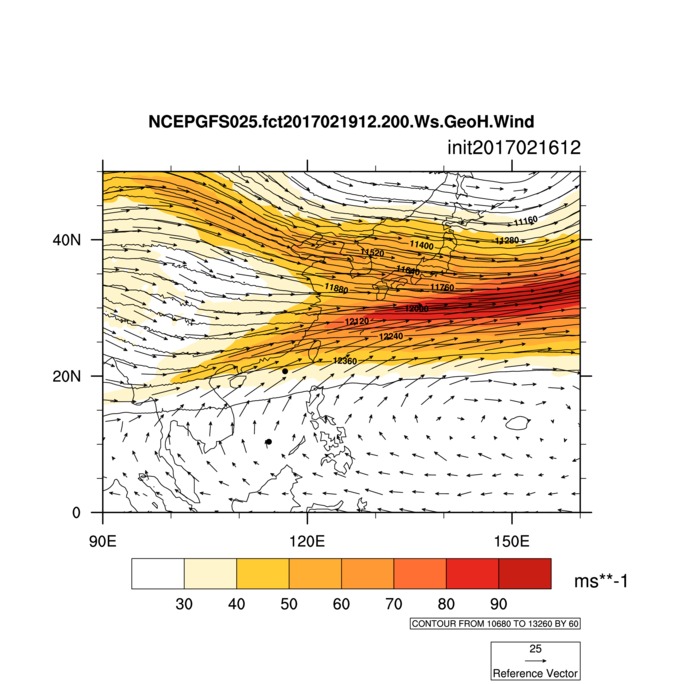 NCEPGFS025.fct2017021912.200.Ws.GeoH.Wind
init2017021612
11160
40N
11400
11280
11520
11640
11880
11760
12000
12120
12240
12360
20N
0
90E
120E
150E
ms**-1
30 40 50 60 70 80 90
CONTOUR FROM 10680 TO 13260 BY 60
25
Reference Vector